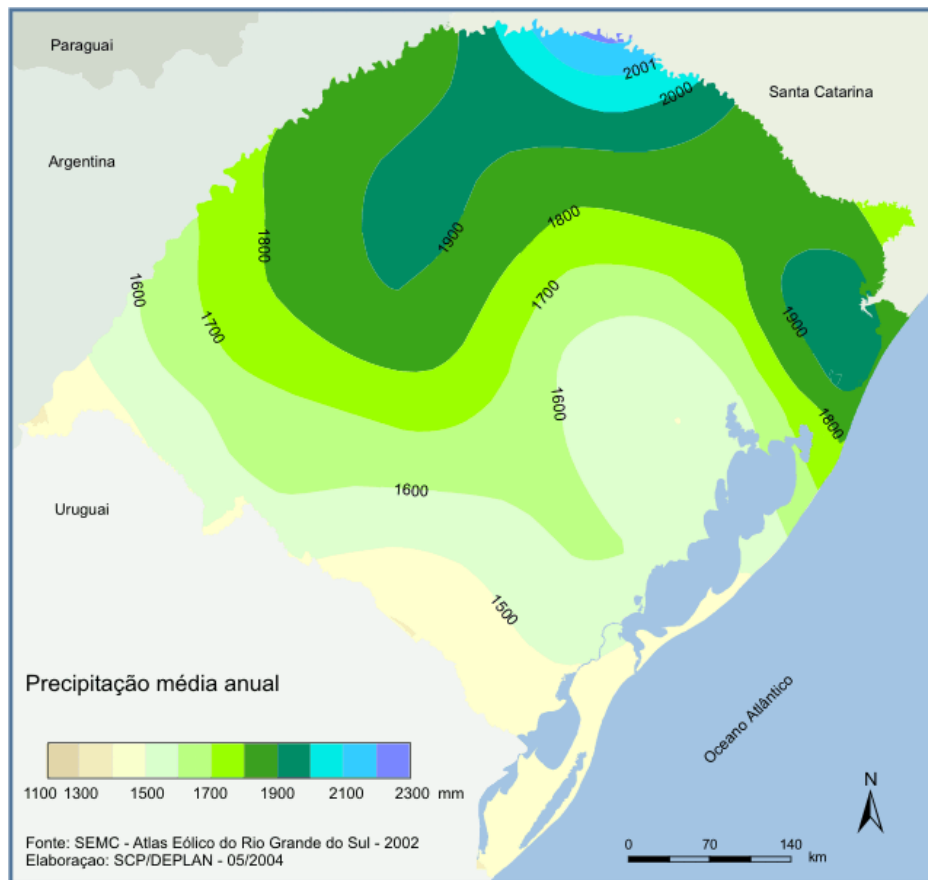 Paraguai
2001
2000
Santa Catarina
Argentina
1800
1900
1800
1600
1700
1700
1900
1600
1800
1600
Uruguai
1500
Precipitação média anual
Oceano Atlântico
1100 1300 1500 1700 1900 2100 2300 mm
N
Fonte: SEMC - Atlas Eólico do Rio Grande do Sul - 2002
Elaboraçao: SCP/DEPLAN - 05/2004
0 70 140
km